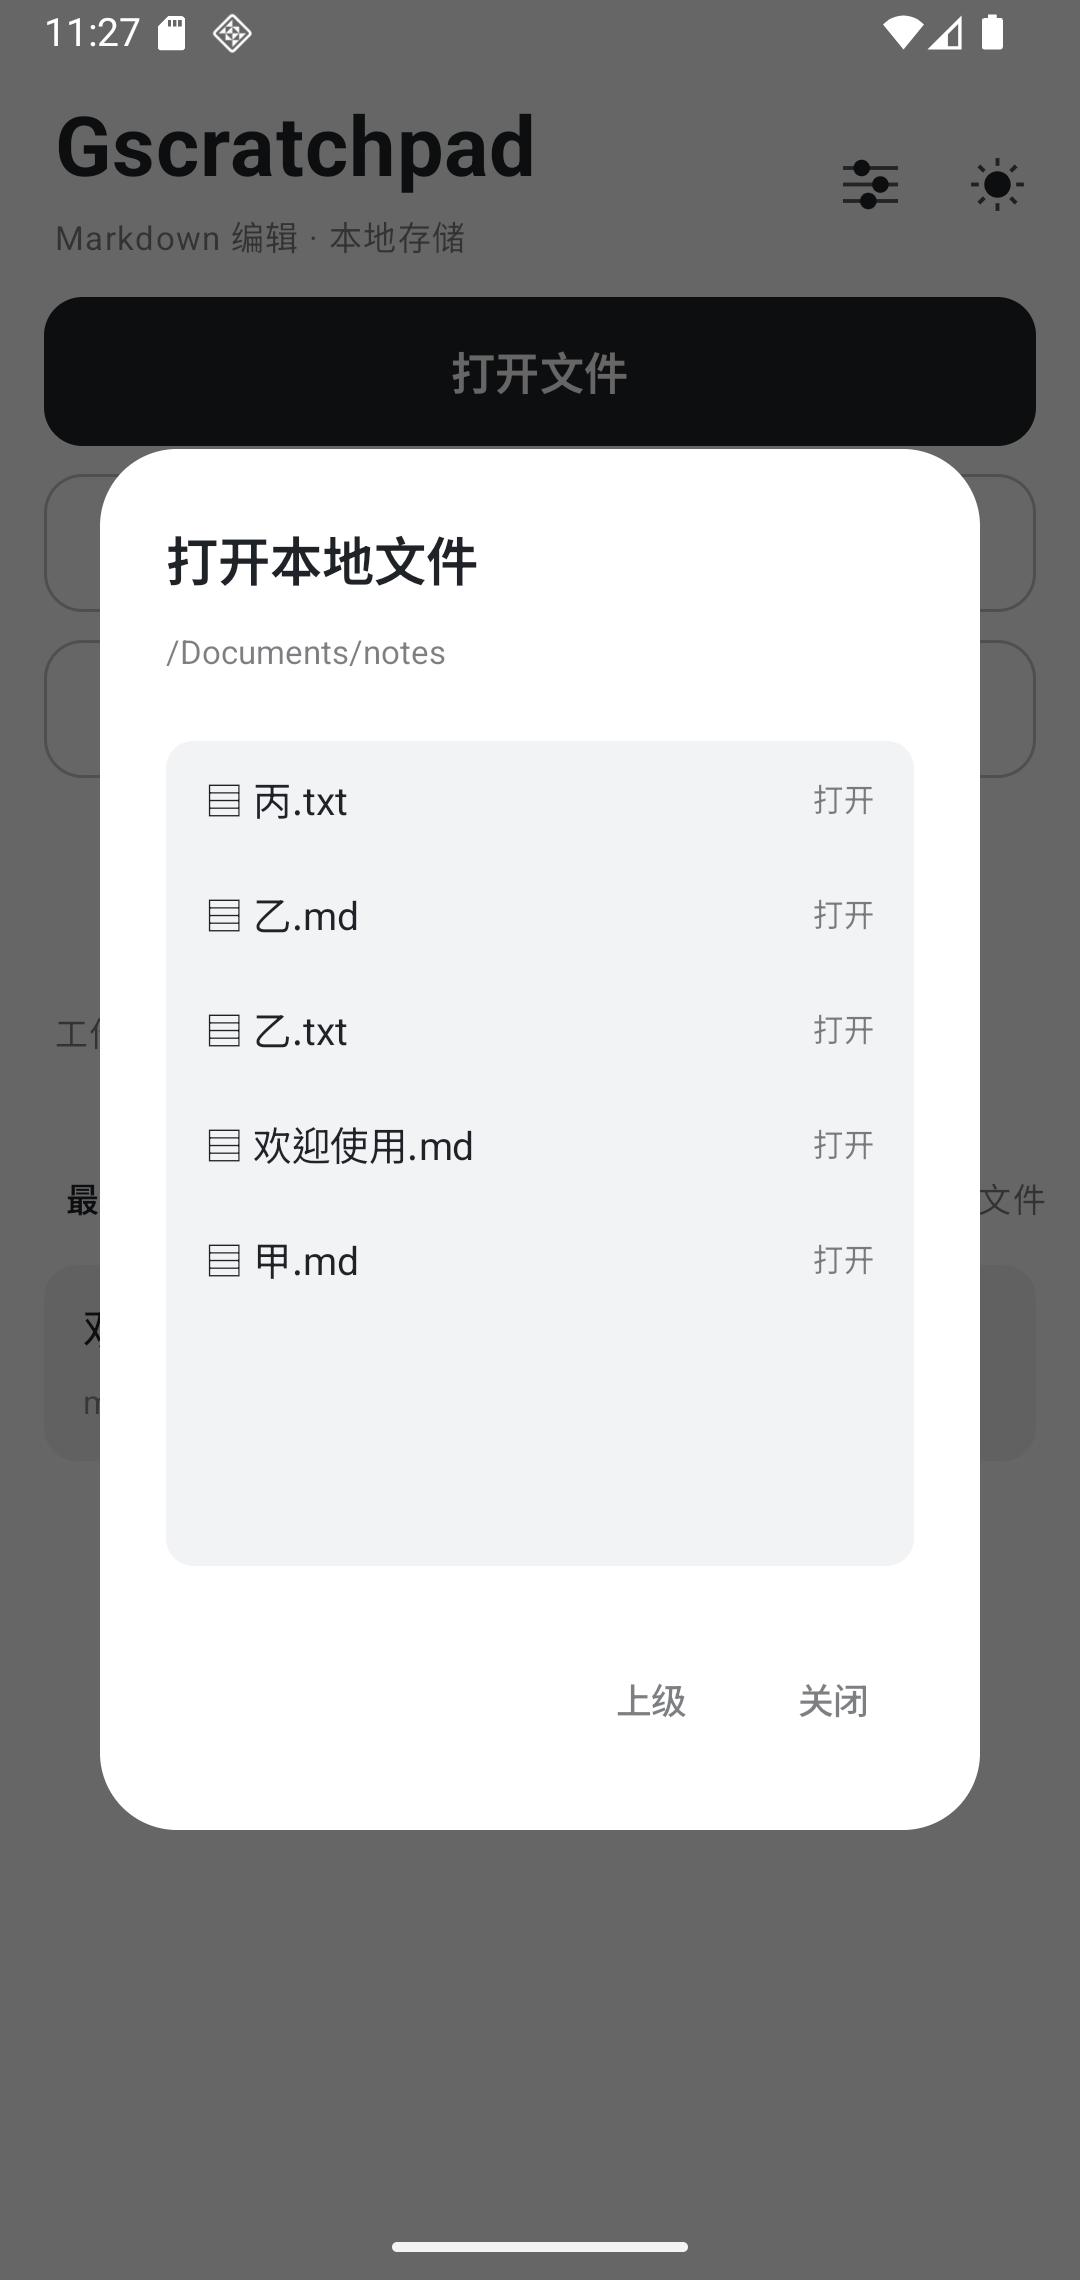 11:27
Gscratchpad
Markdown 编辑 · 本地存储
打开文件
打开本地文件
/Documents/notes
丙.txt 打开
乙.md 打开
乙.txt 打开
欢迎使用.md 打开
甲.md 打开
上级 关闭
工
最 文件